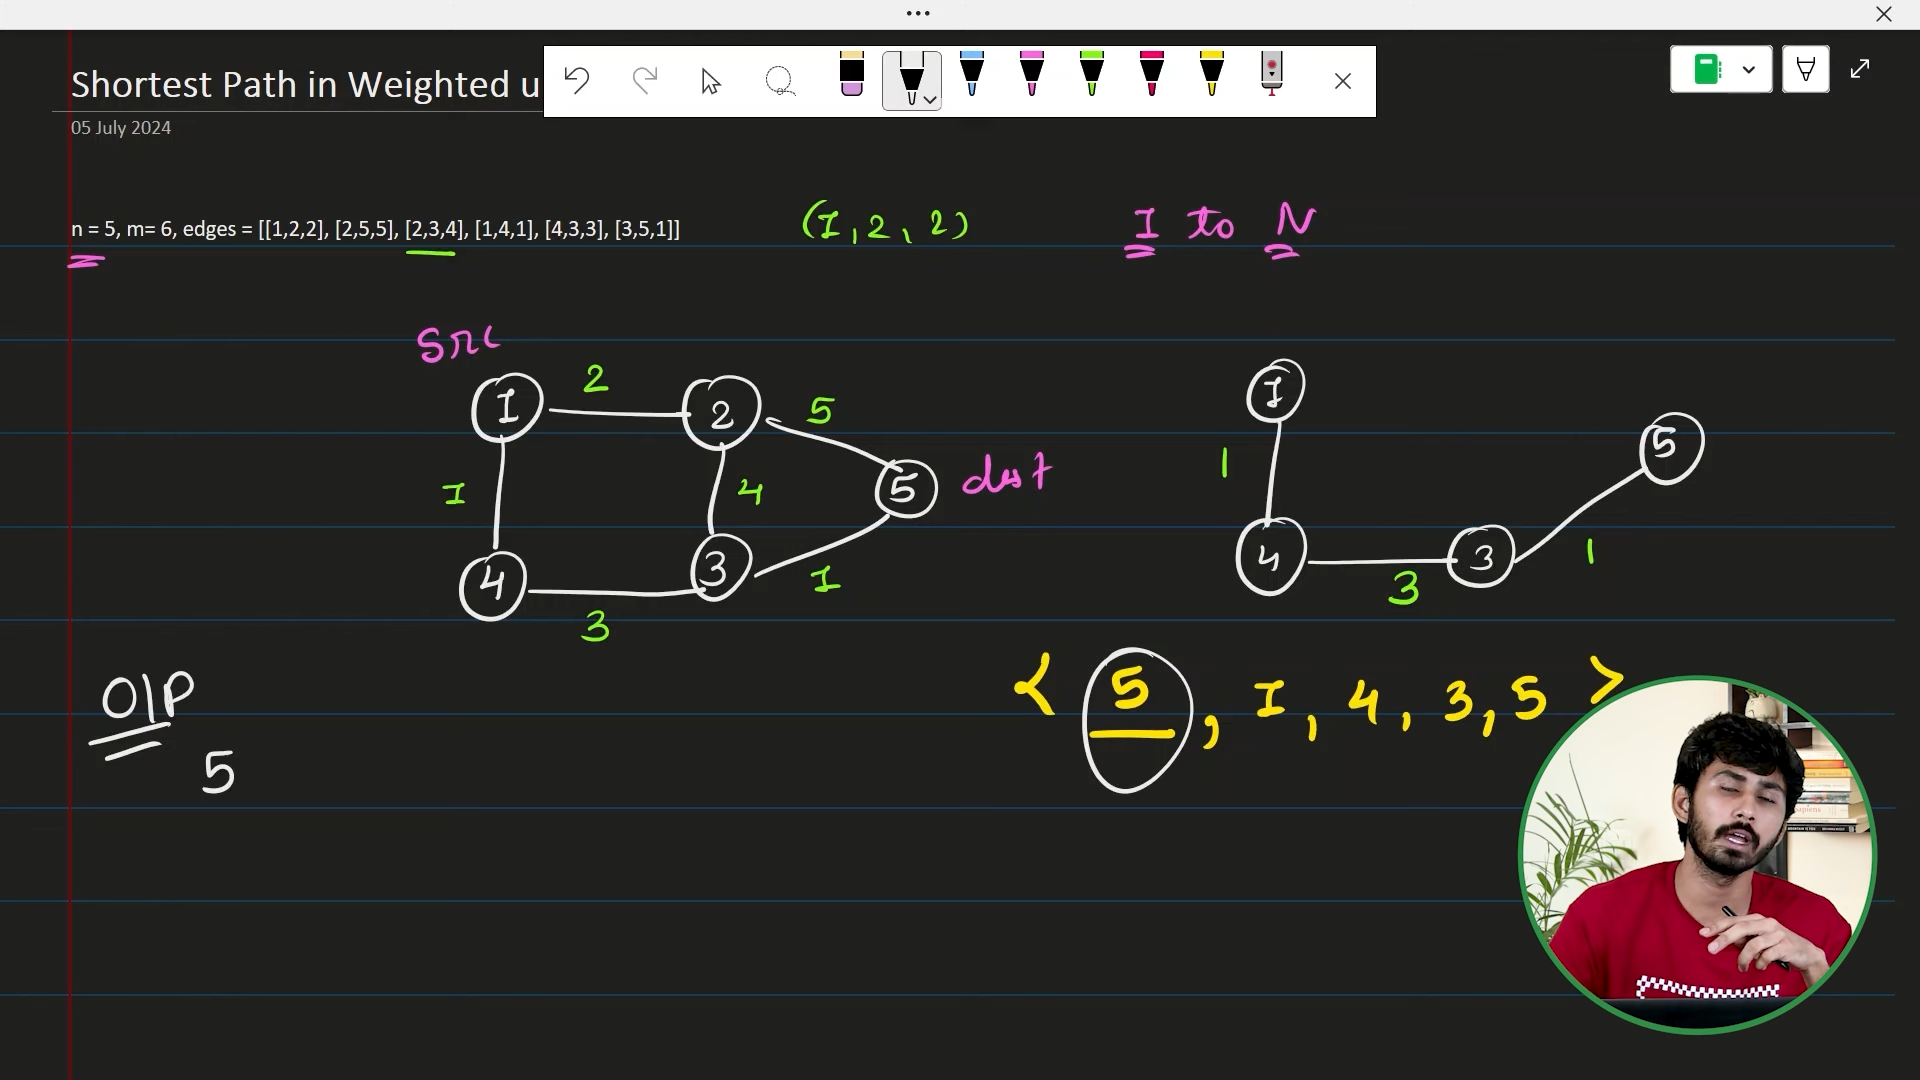 Shortest Path in Weighted u
05 July 2024
n = 5, m= 6, edges = [[1,2,2], [2,5,5], [2,3,4], [1,4,1], [4,3,3], [3,5,1]]
(1,2,2)
1 to N
src
1
2
2
5
1
4
5
dest
4
3
3
1
1
1
4
3
3
1
5
O/P
5
< 5, 1, 4, 3, 5 >